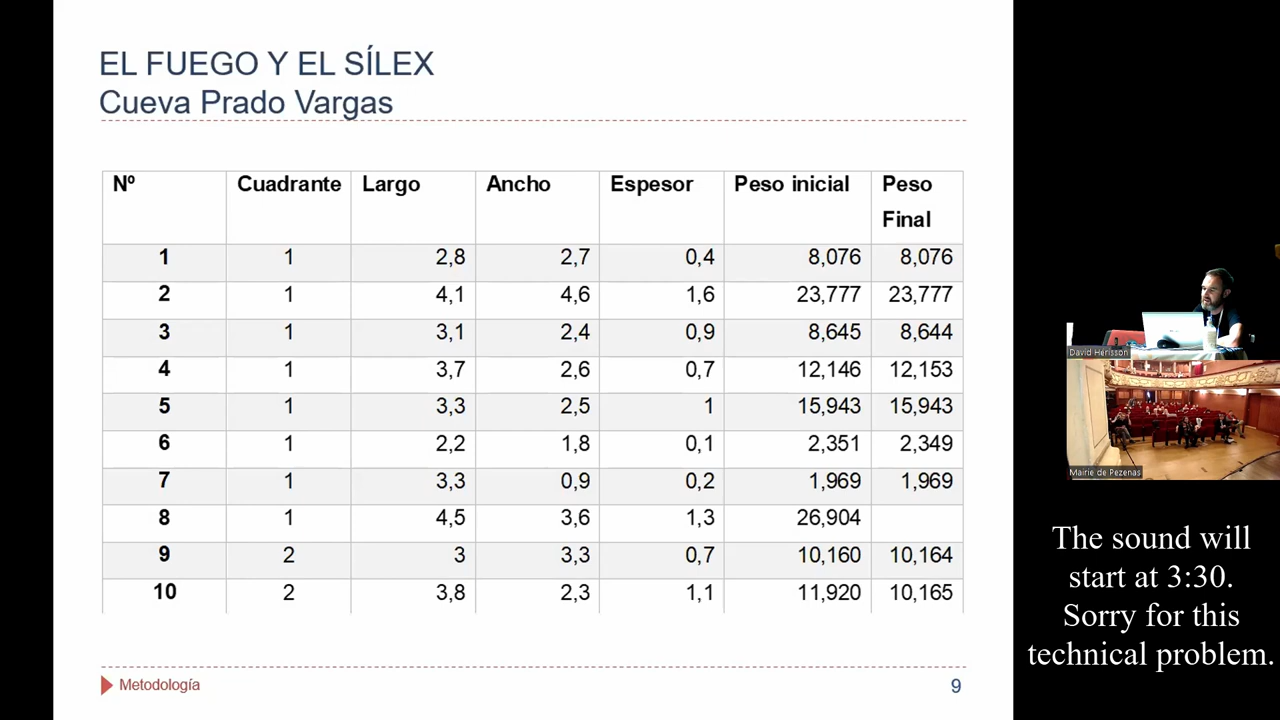 EL FUEGO Y EL SÍLEX
Cueva Prado Vargas
Nº Cuadrante Largo Ancho Espesor Peso inicial Peso Final
1 1 2,8 2,7 0,4 8,076 8,076
2 1 4,1 4,6 1,6 23,777 23,777
3 1 3,1 2,4 0,9 8,645 8,644
4 1 3,7 2,6 0,7 12,146 12,153
5 1 3,3 2,5 1 15,943 15,943
6 1 2,2 1,8 0,1 2,351 2,349
7 1 3,3 0,9 0,2 1,969 1,969
8 1 4,5 3,6 1,3 26,904
9 2 3 3,3 0,7 10,160 10,164
10 2 3,8 2,3 1,1 11,920 10,165
Metodología
9
David Hérisson
Mairie de Pezenas
The sound will
start at 3:30.
Sorry for this
technical problem.